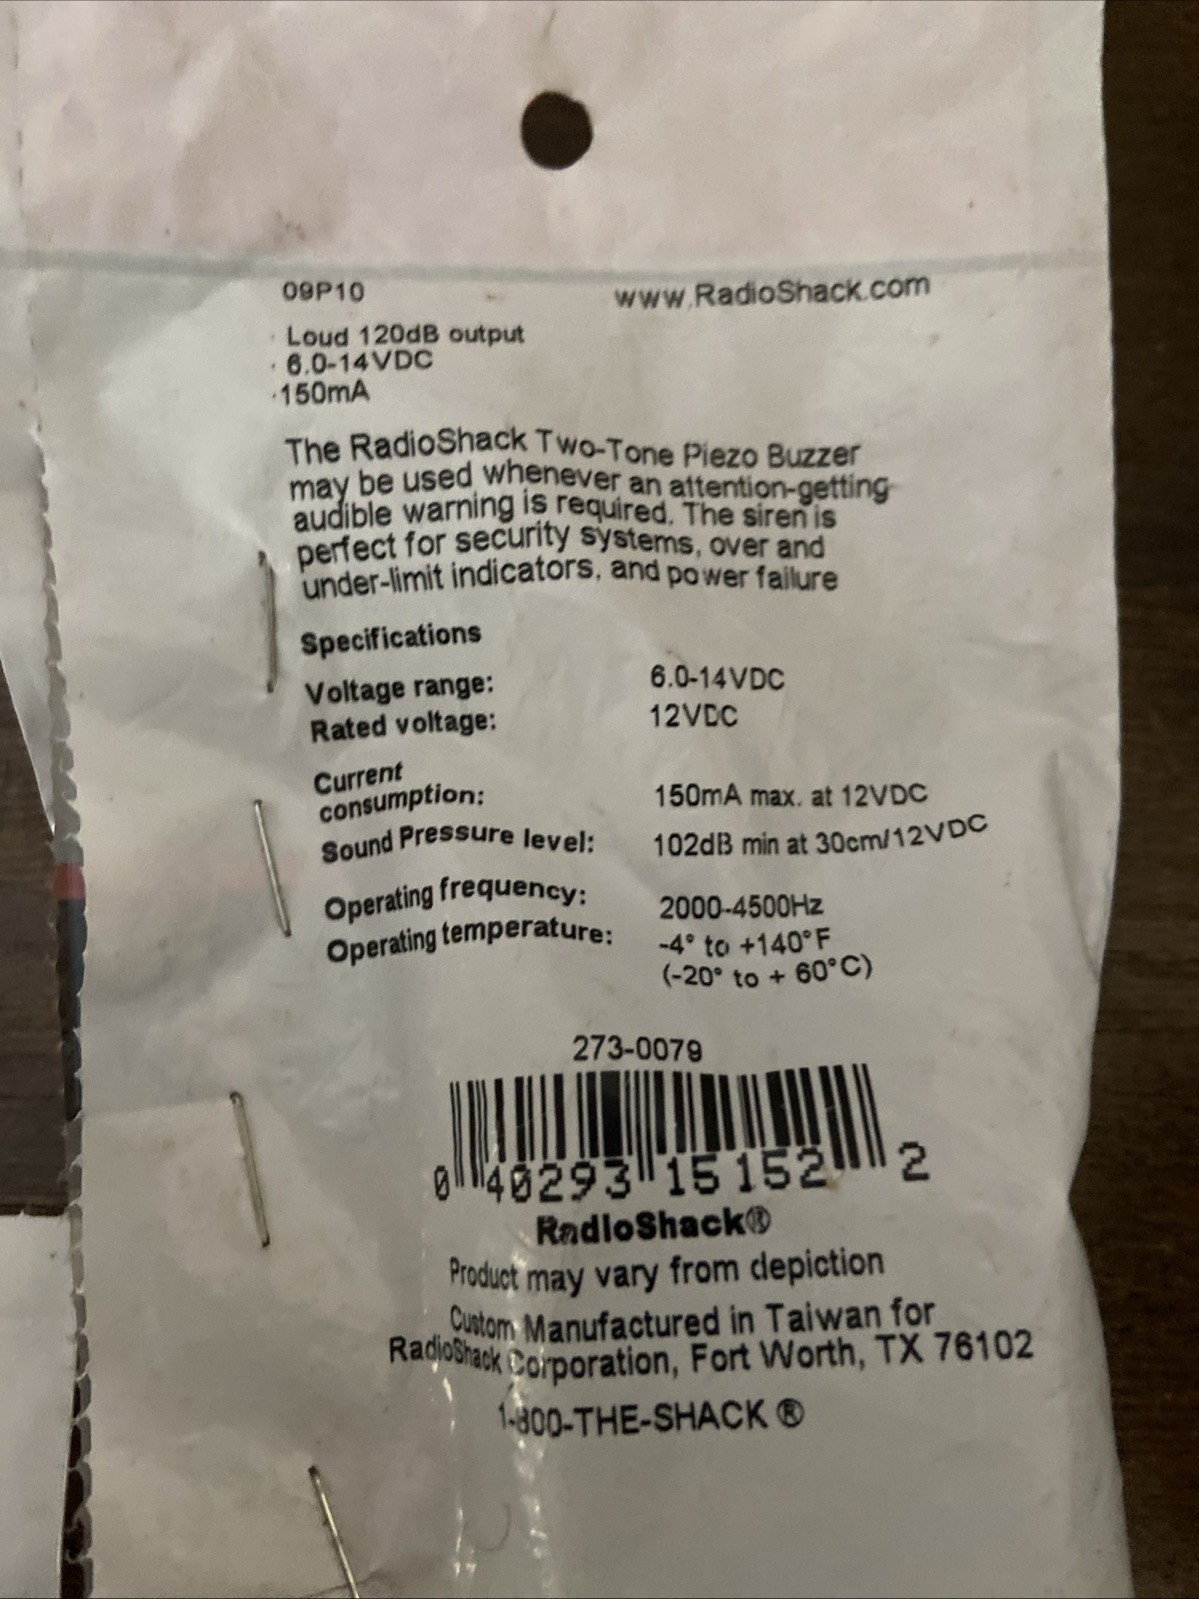 09P10 www.RadioShack.com
· Loud 120dB output
· 6.0-14VDC
·150mA
The RadioShack Two-Tone Piezo Buzzer
may be used whenever an attention-getting
audible warning is required. The siren is
perfect for security systems, over and
under-limit indicators, and power failure
Specifications
Voltage range: 6.0-14VDC
Rated voltage: 12VDC
Current
consumption: 150mA max. at 12VDC
Sound Pressure level: 102dB min at 30cm/12VDC
Operating frequency: 2000-4500Hz
Operating temperature: -4° to +140°F
(-20° to + 60°C)
273-0079
0 40293 15152 2
RadioShack®
Product may vary from depiction
Custom Manufactured in Taiwan for
RadioShack Corporation, Fort Worth, TX 76102
1-800-THE-SHACK ®